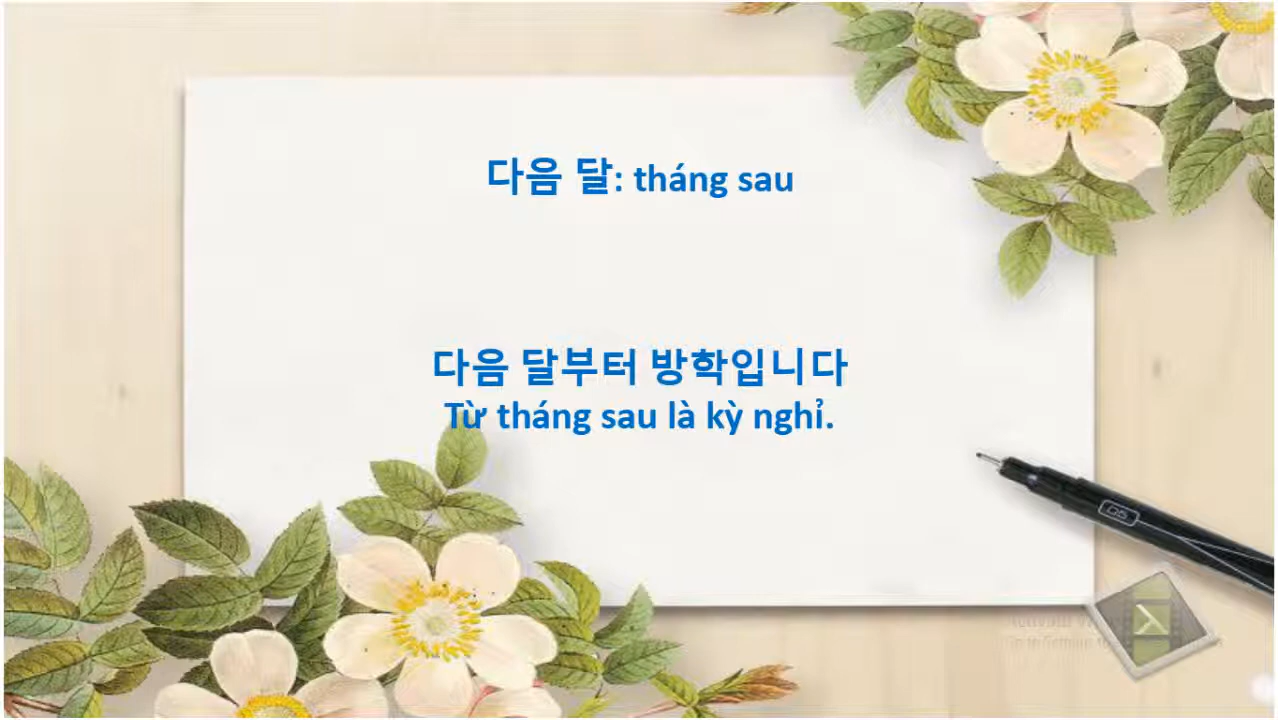 다음 달: tháng sau
다음 달부터 방학입니다
Từ tháng sau là kỳ nghỉ.